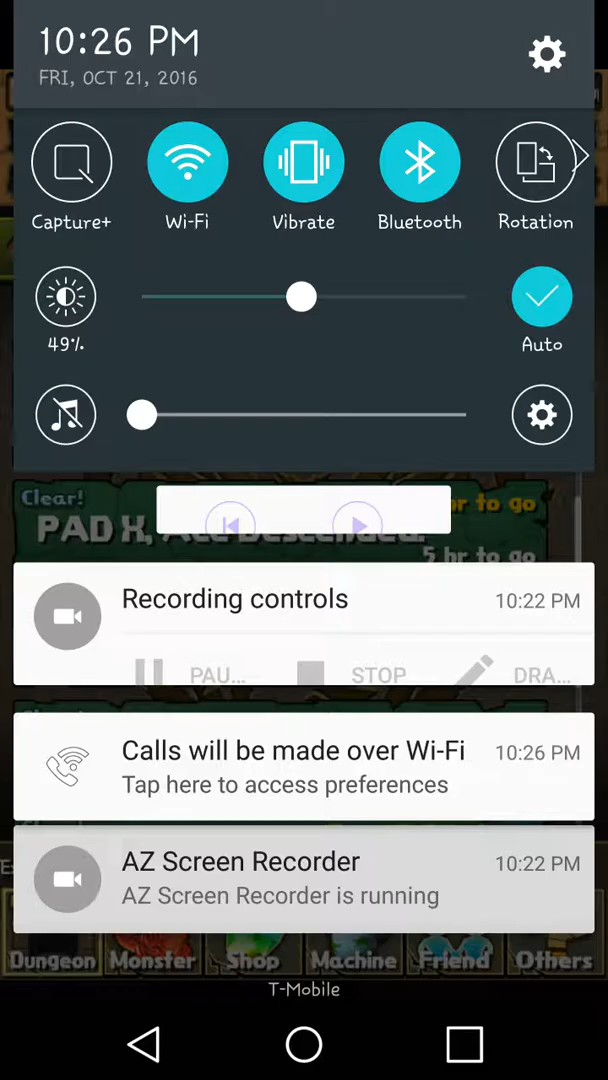 10:26 PM
FRI, OCT 21, 2016
Capture+ Wi-Fi Vibrate Bluetooth Rotation
49% Auto
Clear! hr to go
PAD X,
5 hr to go
Recording controls 10:22 PM
PAU... STOP DRA...
Calls will be made over Wi-Fi 10:26 PM
Tap here to access preferences
AZ Screen Recorder 10:22 PM
AZ Screen Recorder is running
Dungeon Monster Shop Machine Friend Others
T-Mobile